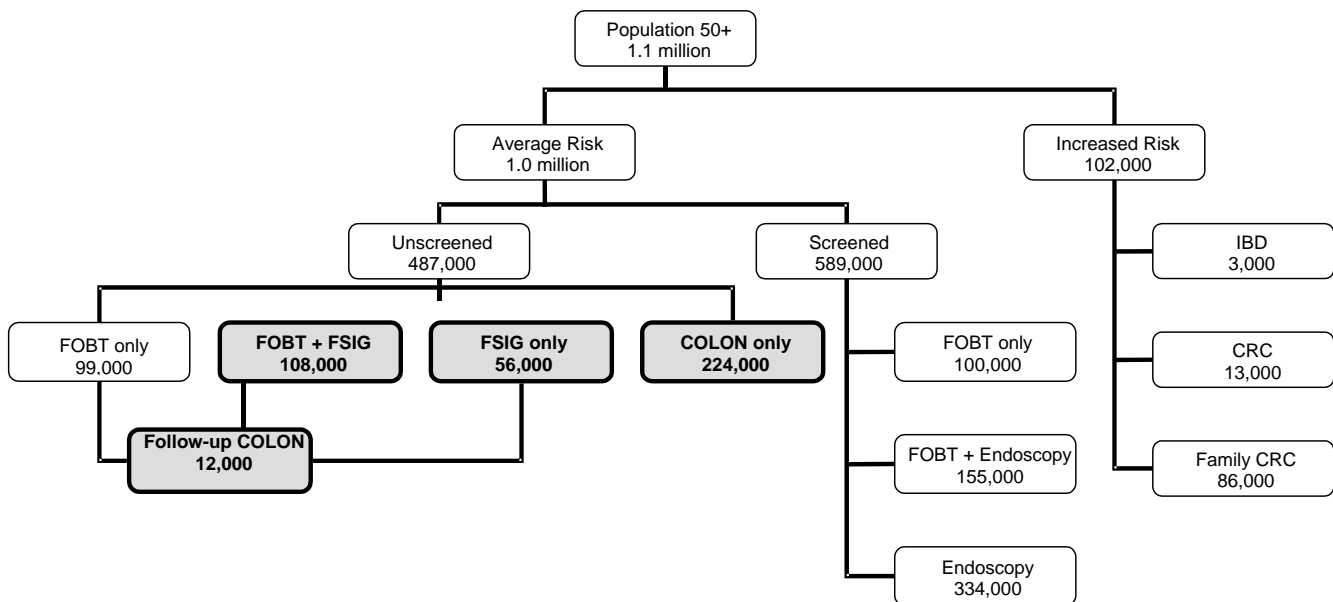 Population 50+
1.1 million
Average Risk
1.0 million
Increased Risk
102,000
Unscreened
487,000
Screened
589,000
IBD
3,000
FOBT only
99,000
FOBT + FSIG
108,000
FSIG only
56,000
COLON only
224,000
FOBT only
100,000
CRC
13,000
Follow-up COLON
12,000
FOBT + Endoscopy
155,000
Family CRC
86,000
Endoscopy
334,000